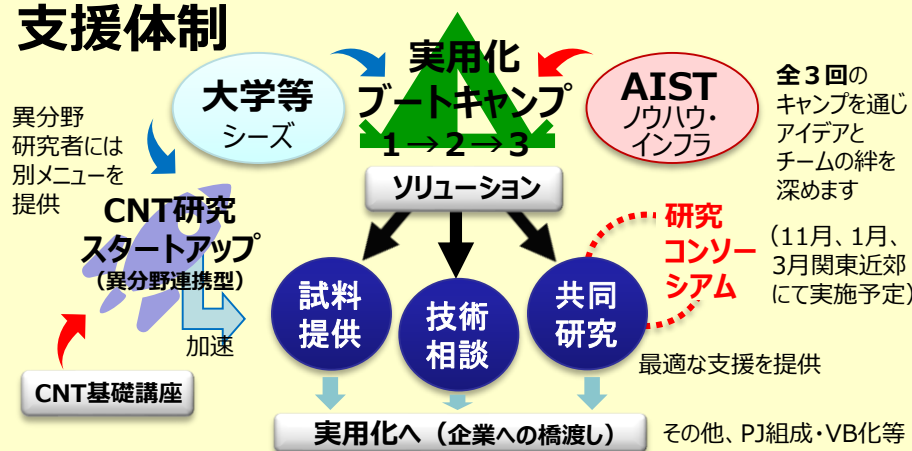 支援体制
異分野
研究者には
別メニューを
提供
大学等
シーズ
実用化
ブートキャンプ
1→2→3
AIST
ノウハウ・
インフラ
全3回の
キャンプを通じ
アイデアと
チームの絆を
深めます
(11月、1月、
3月関東近郊
にて実施予定)
ソリューション
CNT研究
スタートアップ
(異分野連携型)
加速
CNT基礎講座
試料
提供
技術
相談
共同
研究
研究
コンソー
シアム
最適な支援を提供
実用化へ(企業への橋渡し)
その他、PJ組成・VB化等